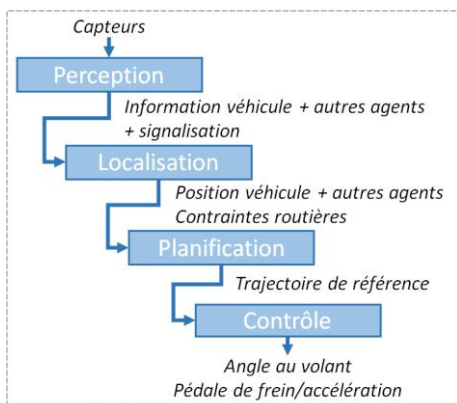 Capteurs
Perception
Information véhicule + autres agents
+ signalisation
Localisation
Position véhicule + autres agents
Contraintes routières
Planification
Trajectoire de référence
Contrôle
Angle au volant
Pédale de frein/accélération